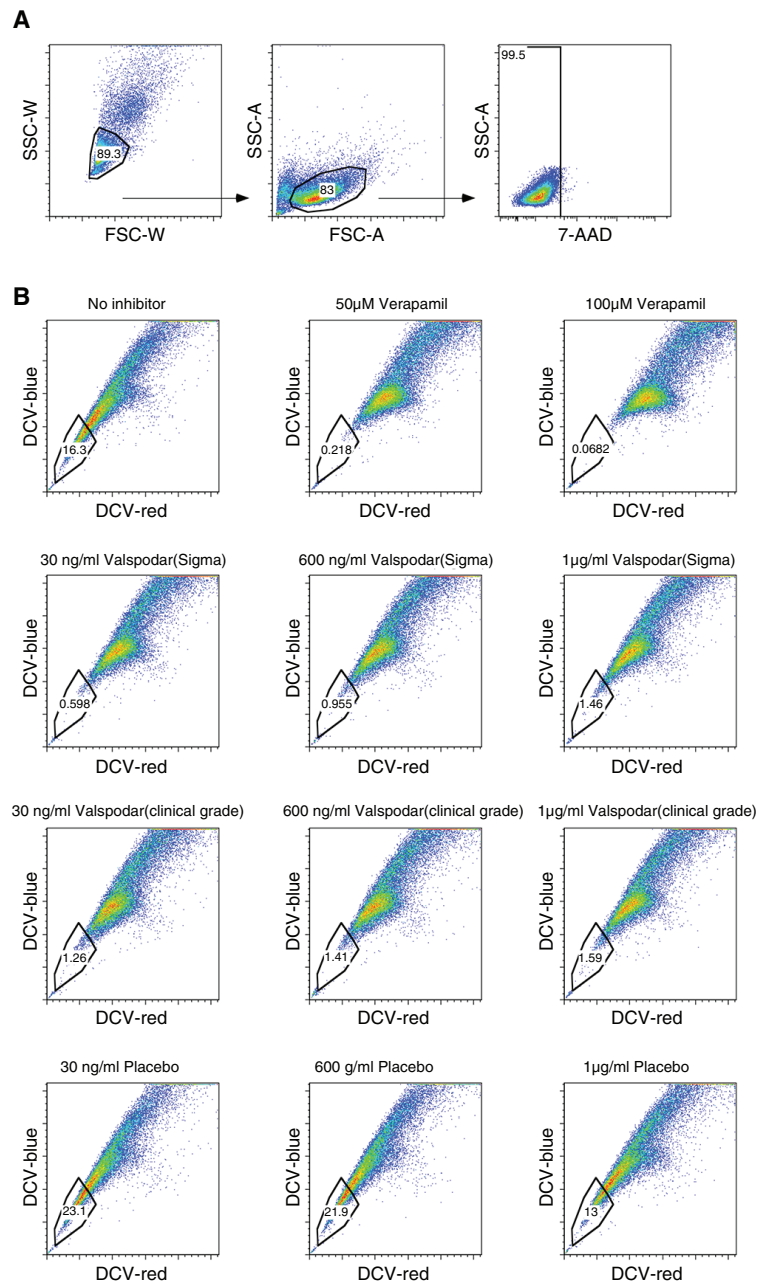 A
99.5
SSC-W
SSC-A
SSC-A
89.3
83
FSC-W
FSC-A
7-AAD
B
No inhibitor
50µM Verapamil
100µM Verapamil
DCV-blue
DCV-blue
DCV-blue
16.3
0.218
0.0682
DCV-red
DCV-red
DCV-red
30 ng/ml Valspodar(Sigma)
600 ng/ml Valspodar(Sigma)
1µg/ml Valspodar(Sigma)
DCV-blue
DCV-blue
DCV-blue
0.598
0.955
1.46
DCV-red
DCV-red
DCV-red
30 ng/ml Valspodar(clinical grade)
600 ng/ml Valspodar(clinical grade)
1µg/ml Valspodar(clinical grade)
DCV-blue
DCV-blue
DCV-blue
1.26
1.41
1.59
DCV-red
DCV-red
DCV-red
30 ng/ml Placebo
600 g/ml Placebo
1µg/ml Placebo
DCV-blue
DCV-blue
DCV-blue
23.1
21.9
13
DCV-red
DCV-red
DCV-red